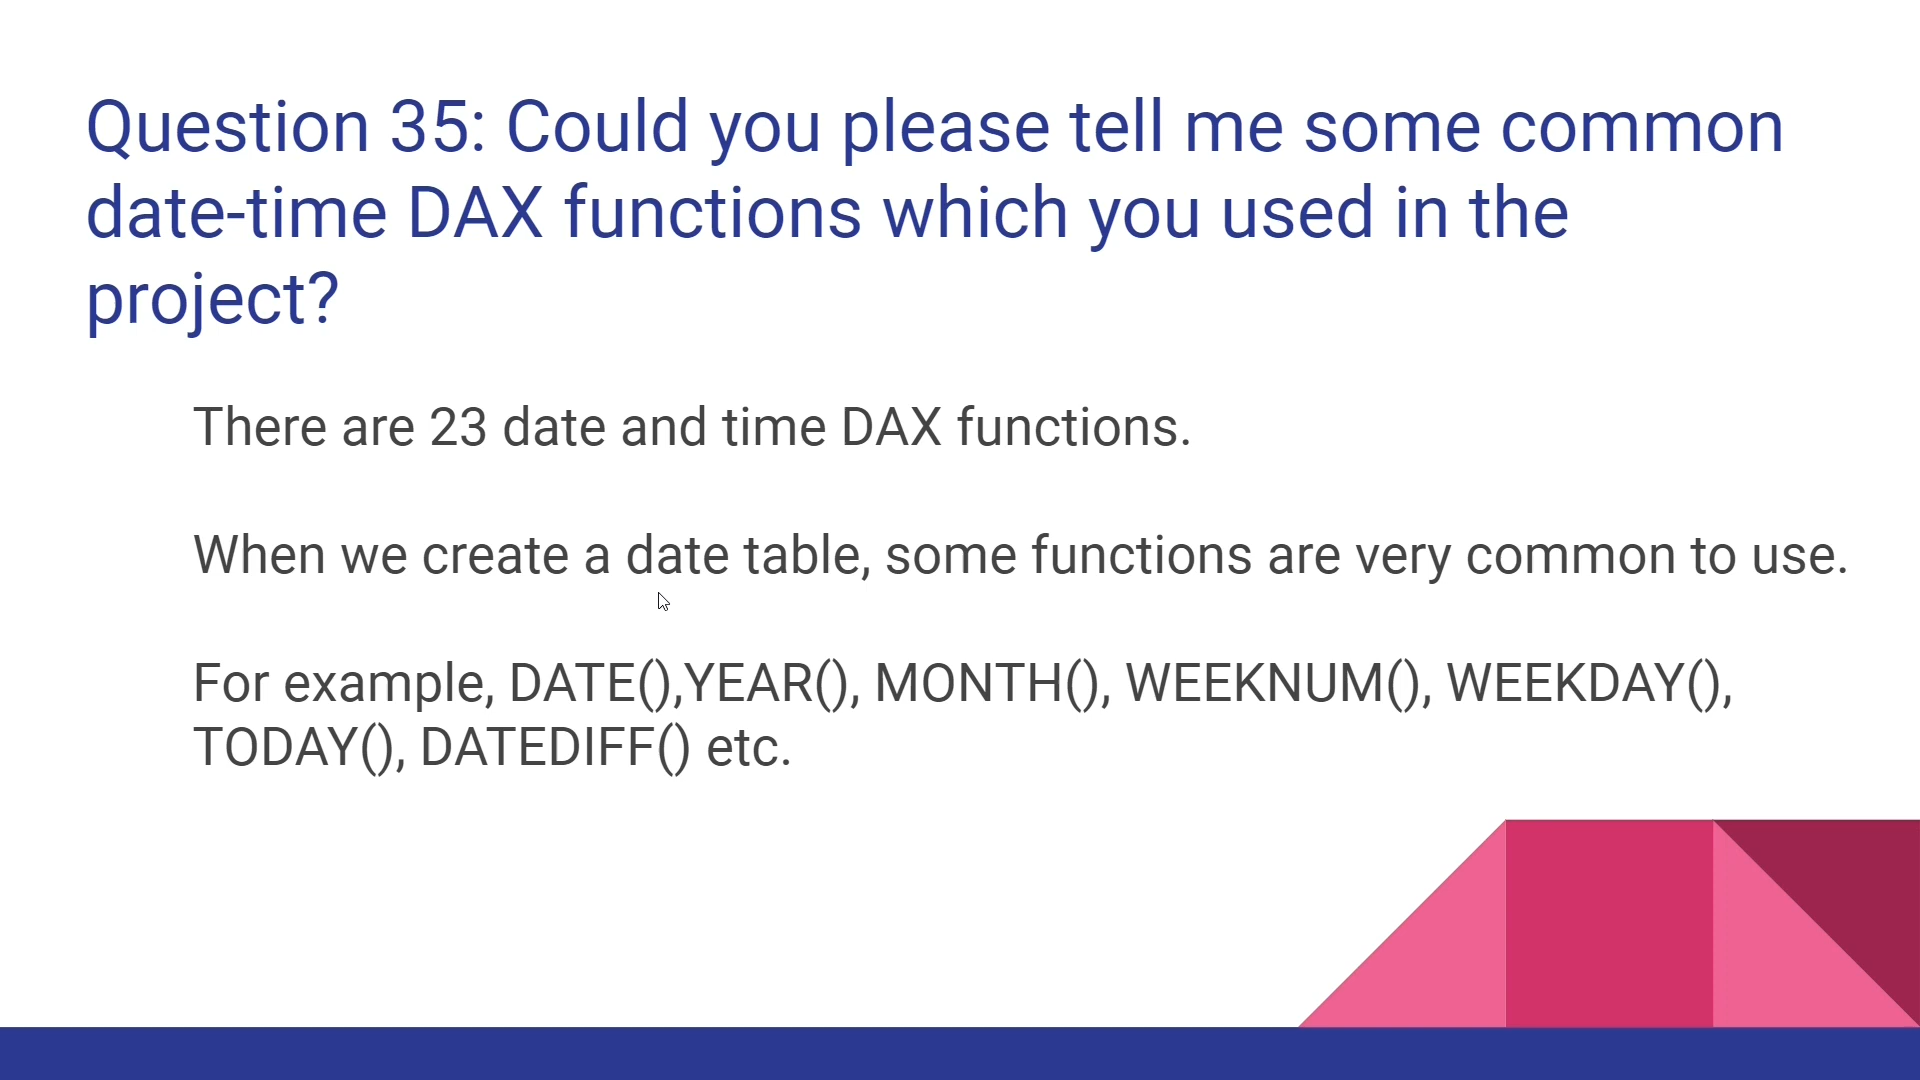 Question 35: Could you please tell me some common
date-time DAX functions which you used in the
project?
There are 23 date and time DAX functions.
When we create a date table, some functions are very common to use.
For example, DATE(),YEAR(), MONTH(), WEEKNUM(), WEEKDAY(),
TODAY(), DATEDIFF() etc.